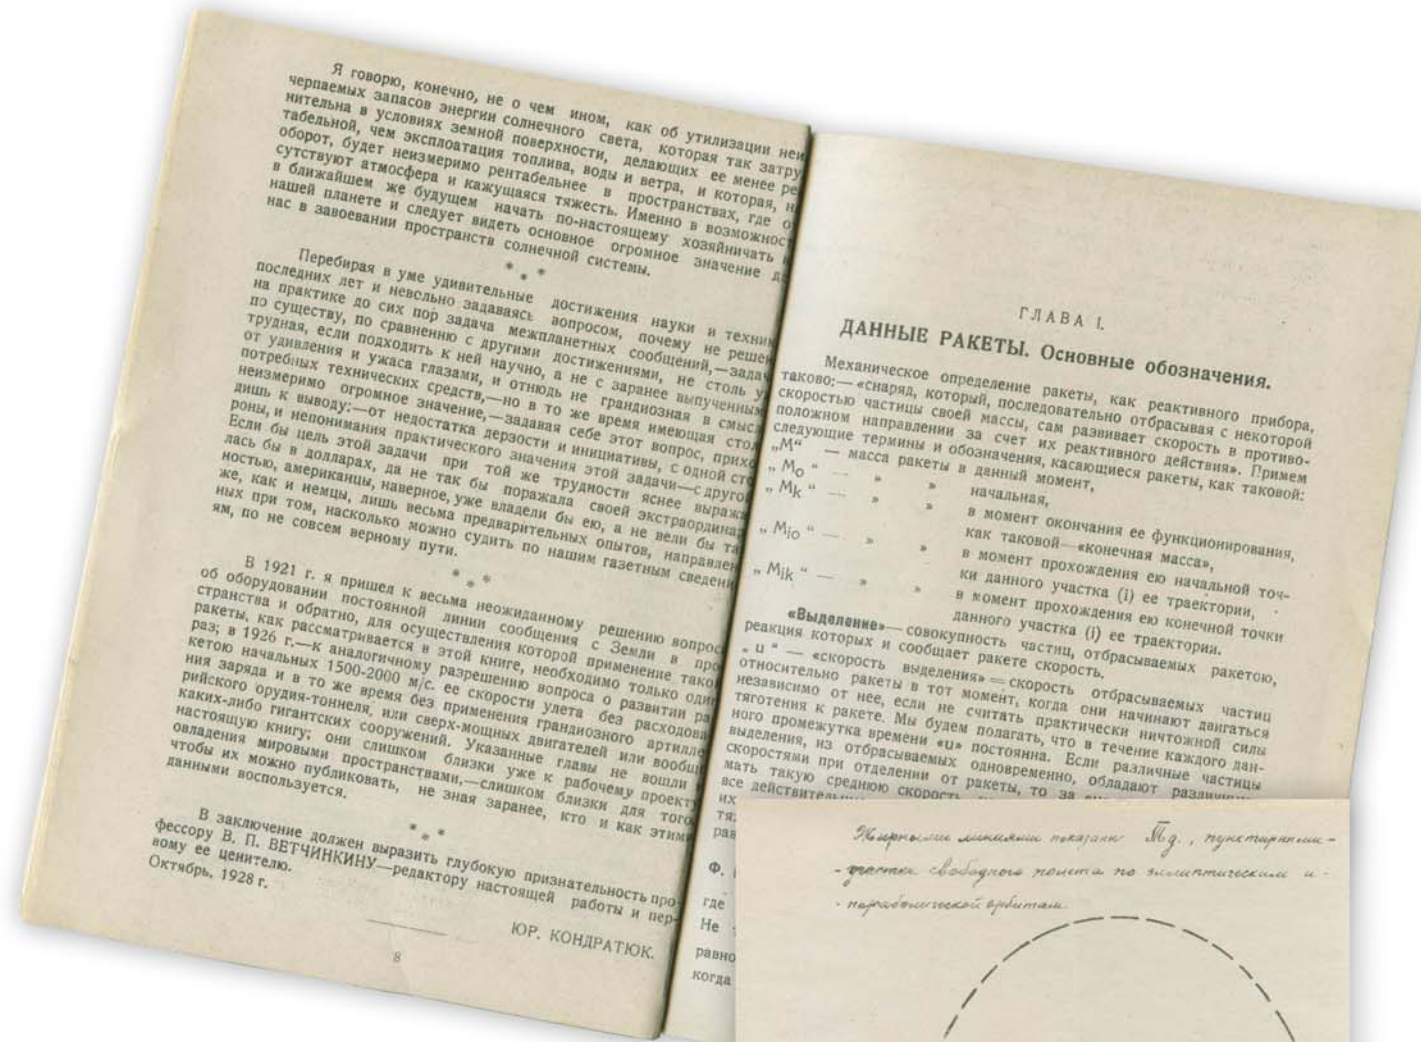 Я говорю, конечно, не о чем ином, как об утилизации неи
черпаемых запасов энергии солнечного света, которая так затру
нительна в условиях земной поверхности, делающих ее менее ре
табельной, чем эксплоатация топлива, воды и ветра, и которая, н
оборот, будет неизмеримо рентабельнее в пространствах, где о
сутствуют атмосфера и кажущаяся тяжесть. Именно в возможнос
в ближайшем же будущем начать по-настоящему хозяйничать
нашей планете и следует видеть основное огромное значение д
нас в завоевании пространств солнечной системы.
* * *
Перебирая в уме удивительные достижения науки и техник
последних лет и невольно задаваясь вопросом, почему не решен
на практике до сих пор задача межпланетных сообщений,—задач
по существу, по сравнению с другими достижениями, не столь у
трудная, если подходить к ней научно, а не с заранее выпученным
от удивления и ужаса глазами, и отнюдь не грандиозная в смысл
потребных технических средств,—но в то же время имеющая стол
неизмеримо огромное значение,—задавая себе этот вопрос, прихо
дишь к выводу:—от недостатка дерзости и инициативы, с одной сто
роны, и непонимания практического значения этой задачи—с друго
Если бы цель этой задачи при той же трудности яснее выража
лась бы в долларах, да не так бы поражала своей экстраординар
ностью, американцы, наверное, уже владели бы ею, а не вели бы та
же, как и немцы, лишь весьма предварительных опытов, направлен
ных при том, насколько можно судить по нашим газетным сведени
ям, по не совсем верному пути.
* * *
В 1921 г. я пришел к весьма неожиданному решению вопрос
об оборудовании постоянной линии сообщения с Земли в про
странства и обратно, для осуществления которой применение тако
ракеты, как рассматривается в этой книге, необходимо только оди
раз; в 1926 г.—к аналогичному разрешению вопроса о развитии ра
кетою начальных 1500-2000 м/с. ее скорости улета без расходова
ния заряда и в то же время без применения грандиозного артилле
рийского орудия-тоннеля, или сверх-мощных двигателей или вообщ
каких-либо гигантских сооружений. Указанные главы не вошли
настоящую книгу; они слишком близки уже к рабочему проект
овладения мировыми пространствами,—слишком близки для того
чтобы их можно публиковать, не зная заранее, кто и как этим
данными воспользуется.
* * *
В заключение должен выразить глубокую признательность про
фессору В. П. ВЕТЧИНКИНУ—редактору настоящей работы и пер-
вому ее ценителю.
Октябрь, 1928 г.
ЮР. КОНДРАТЮК.
8
ГЛАВА I.
ДАННЫЕ РАКЕТЫ. Основные обозначения.
Механическое определение ракеты, как реактивного прибора,
таково:— «снаряд, который, последовательно отбрасывая с некоторой
скоростью частицы своей массы, сам развивает скорость в противо-
положном направлении за счет их реактивного действия». Примем
следующие термины и обозначения, касающиеся ракеты, как таковой:
„M“ — масса ракеты в данный момент,
„ Mo “ — » » начальная,
„ Mk “ — » » в момент окончания ее функционирования,
как таковой—«конечная масса»,
„ Mio “ — » » в момент прохождения ею начальной точ-
ки данного участка (i) ее траектории,
„ Mik “ — » » в момент прохождения ею конечной точки
данного участка (i) ее траектории.
«Выделение»— совокупность частиц, отбрасываемых ракетою,
реакция которых и сообщает ракете скорость.
„ u “ — «скорость выделения» = скорость отбрасываемых частиц
относительно ракеты в тот момент, когда они начинают двигаться
независимо от нее, если не считать практически ничтожной силы
тяготения к ракете. Мы будем полагать, что в течение каждого дан-
ного промежутка времени «u» постоянна. Если различные частицы
выделения, из отбрасываемых одновременно, обладают различными
скоростями при отделении от ракеты, то за
мать такую среднюю скорость
все действительные
их
тя
рав
Ф.
где
Не
равно
когда
Жирными линиями показаны Mg., пунктирными-
- участки свободного полета по эллиптическим и-
- параболической орбитам.